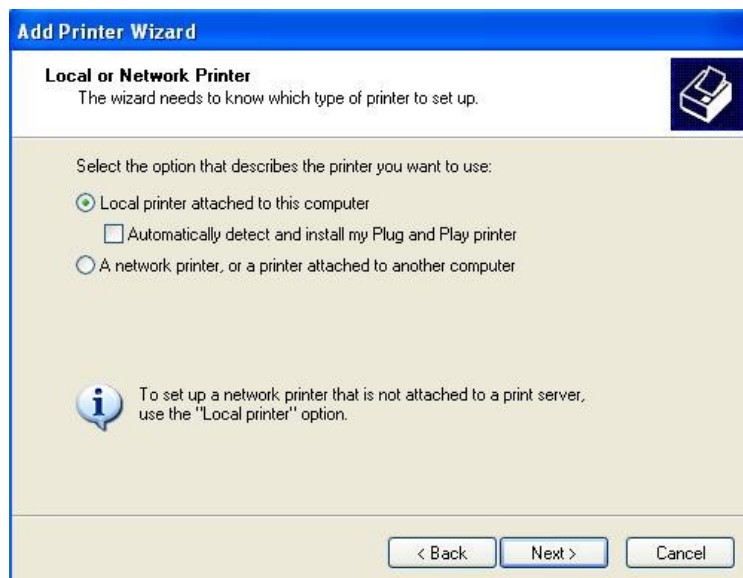 Add Printer Wizard
Local or Network Printer
The wizard needs to know which type of printer to set up.
Select the option that describes the printer you want to use:
Local printer attached to this computer
Automatically detect and install my Plug and Play printer
A network printer, or a printer attached to another computer
To set up a network printer that is not attached to a print server,
use the "Local printer" option.
< Back Next > Cancel